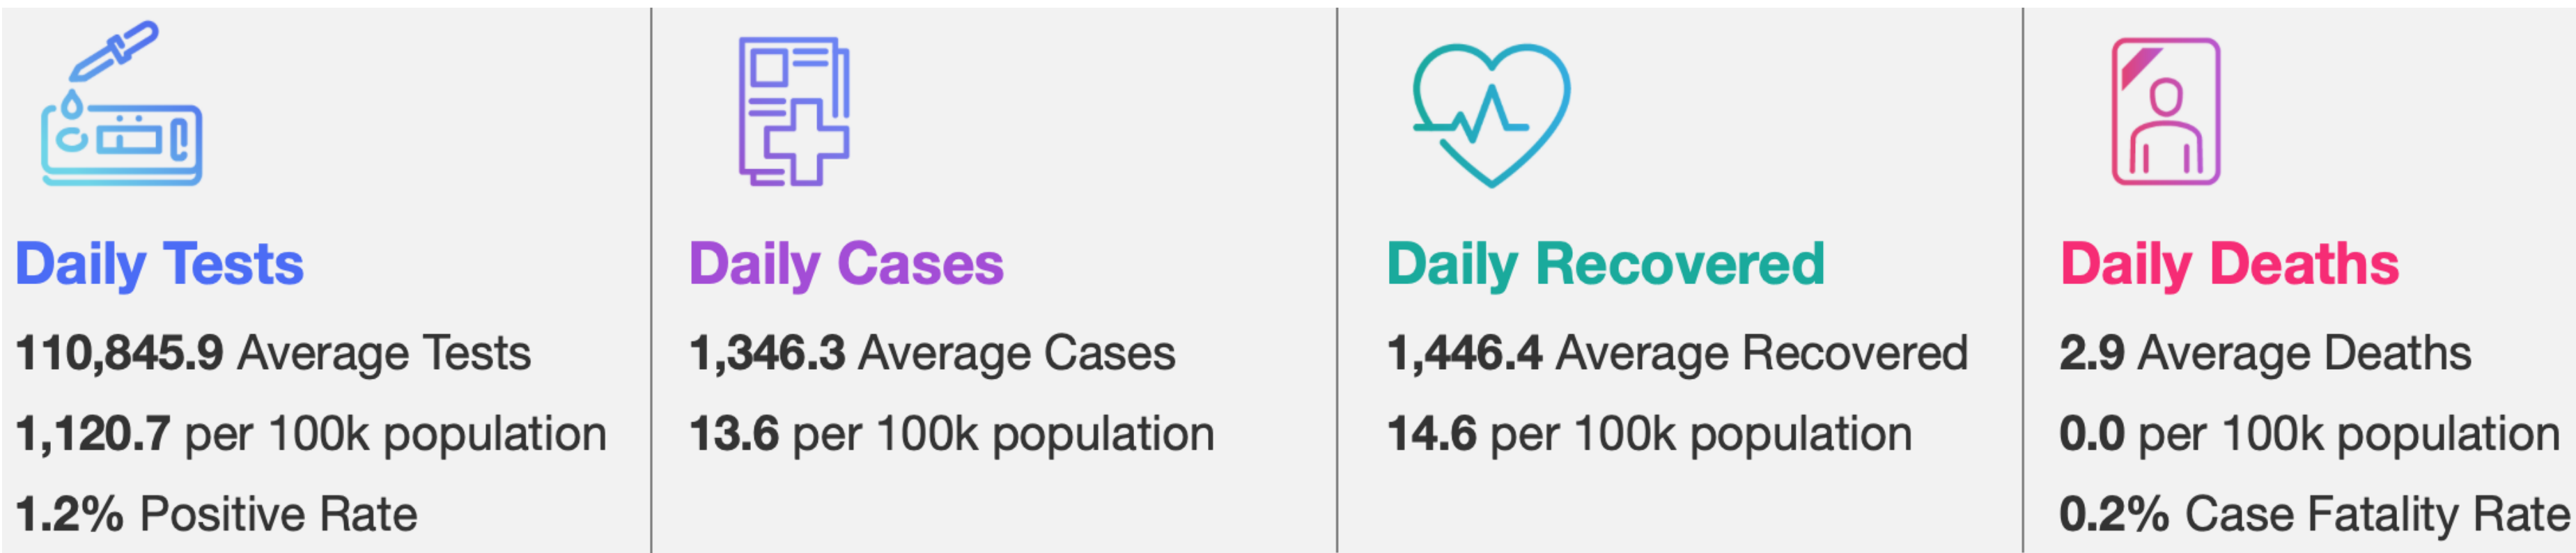 Daily Tests
110,845.9 Average Tests
1,120.7 per 100k population
1.2% Positive Rate
Daily Cases
1,346.3 Average Cases
13.6 per 100k population
Daily Recovered
1,446.4 Average Recovered
14.6 per 100k population
Daily Deaths
2.9 Average Deaths
0.0 per 100k population
0.2% Case Fatality Rate